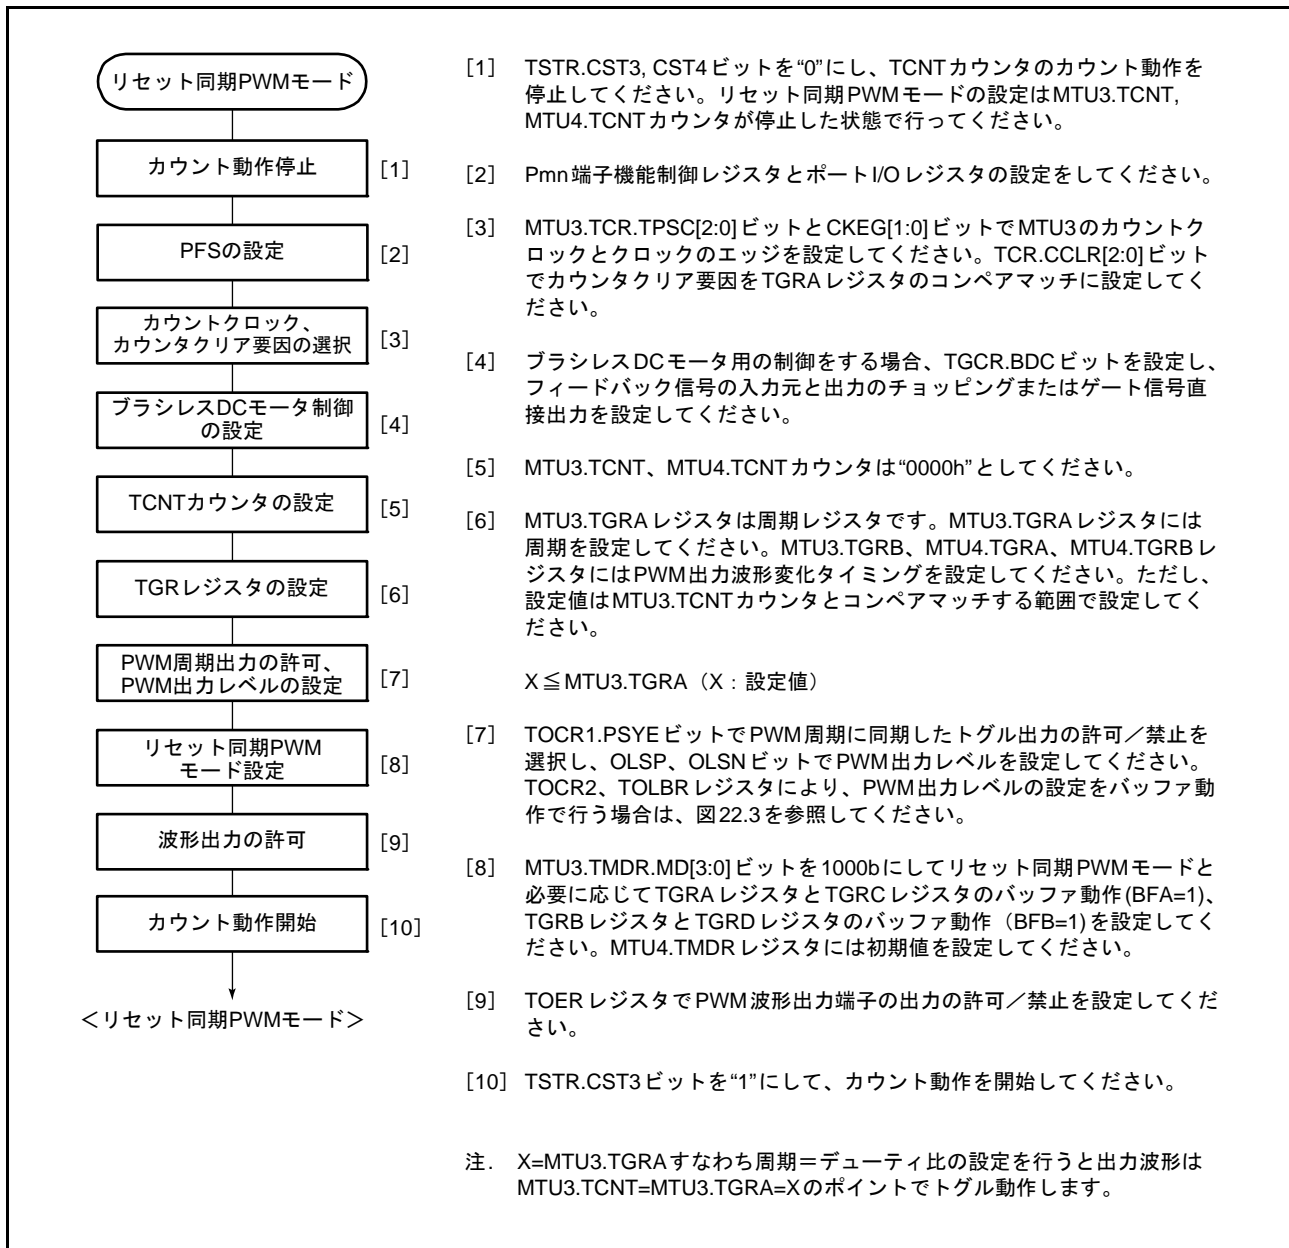 リセット同期PWMモード
カウント動作停止 [1]
PFSの設定 [2]
カウントクロック、
カウンタクリア要因の選択 [3]
ブラシレスDCモータ制御
の設定 [4]
TCNTカウンタの設定 [5]
TGRレジスタの設定 [6]
PWM周期出力の許可、
PWM出力レベルの設定 [7]
リセット同期PWM
モード設定 [8]
波形出力の許可 [9]
カウント動作開始 [10]
＜リセット同期PWMモード＞
[1] TSTR.CST3, CST4ビットを“0”にし、TCNTカウンタのカウント動作を
停止してください。リセット同期PWMモードの設定はMTU3.TCNT,
MTU4.TCNTカウンタが停止した状態で行ってください。
[2] Pmn端子機能制御レジスタとポートI/Oレジスタの設定をしてください。
[3] MTU3.TCR.TPSC[2:0]ビットとCKEG[1:0]ビットでMTU3のカウントク
ロックとクロックのエッジを設定してください。TCR.CCLR[2:0]ビット
でカウンタクリア要因をTGRAレジスタのコンペアマッチに設定してく
ださい。
[4] ブラシレスDCモータ用の制御をする場合、TGCR.BDCビットを設定し、
フィードバック信号の入力元と出力のチョッピングまたはゲート信号直
接出力を設定してください。
[5] MTU3.TCNT、MTU4.TCNTカウンタは“0000h”としてください。
[6] MTU3.TGRAレジスタは周期レジスタです。MTU3.TGRAレジスタには
周期を設定してください。MTU3.TGRB、MTU4.TGRA、MTU4.TGRBレ
ジスタにはPWM出力波形変化タイミングを設定してください。ただし、
設定値はMTU3.TCNTカウンタとコンペアマッチする範囲で設定してく
ださい。
X≦MTU3.TGRA（X：設定値）
[7] TOCR1.PSYEビットでPWM周期に同期したトグル出力の許可／禁止を
選択し、OLSP、OLSNビットでPWM出力レベルを設定してください。
TOCR2、TOLBRレジスタにより、PWM出力レベルの設定をバッファ動
作で行う場合は、図22.3を参照してください。
[8] MTU3.TMDR.MD[3:0]ビットを1000bにしてリセット同期PWMモードと
必要に応じてTGRAレジスタとTGRCレジスタのバッファ動作(BFA=1)、
TGRBレジスタとTGRDレジスタのバッファ動作（BFB=1)を設定してく
ださい。MTU4.TMDRレジスタには初期値を設定してください。
[9] TOERレジスタでPWM波形出力端子の出力の許可／禁止を設定してくだ
さい。
[10] TSTR.CST3ビットを“1”にして、カウント動作を開始してください。
注. X=MTU3.TGRAすなわち周期＝デューティ比の設定を行うと出力波形は
MTU3.TCNT=MTU3.TGRA=Xのポイントでトグル動作します。